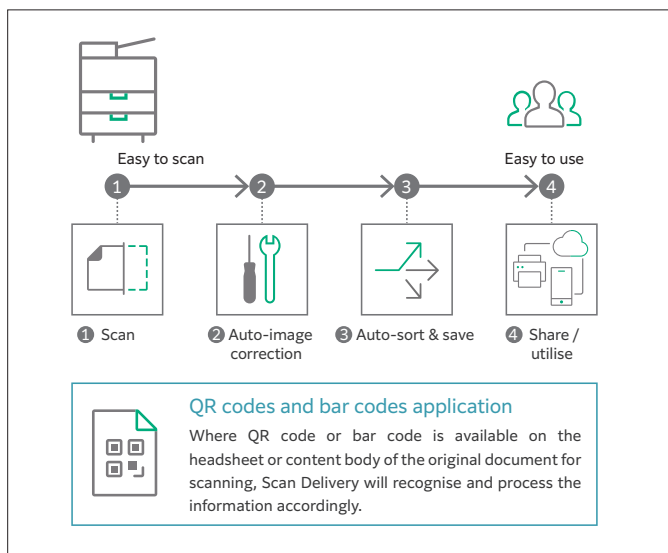 Easy to scan
Easy to use
1 2 3 4
1 Scan
2 Auto-image
correction
3 Auto-sort & save
4 Share /
utilise
QR codes and bar codes application
Where QR code or bar code is available on the
headsheet or content body of the original document for
scanning, Scan Delivery will recognise and process the
information accordingly.